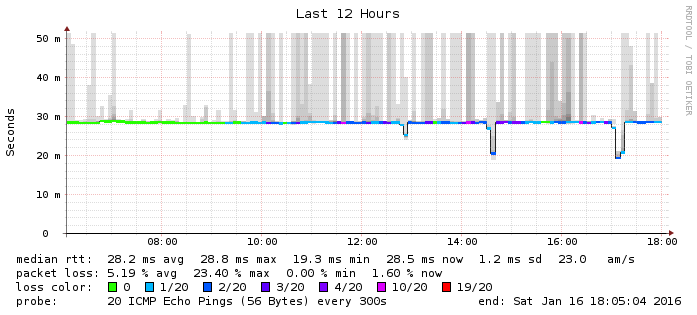 Last 12 Hours
RRDTOOL / TOBI OETIKER
Seconds
50 m
40 m
30 m
20 m
10 m
0
08:00 10:00 12:00 14:00 16:00 18:00
median rtt: 28.2 ms avg 28.8 ms max 19.3 ms min 28.5 ms now 1.2 ms sd 23.0 am/s
packet loss: 5.19 % avg 23.40 % max 0.00 % min 1.60 % now
loss color: 0 1/20 2/20 3/20 4/20 10/20 19/20
probe: 20 ICMP Echo Pings (56 Bytes) every 300s end: Sat Jan 16 18:05:04 2016